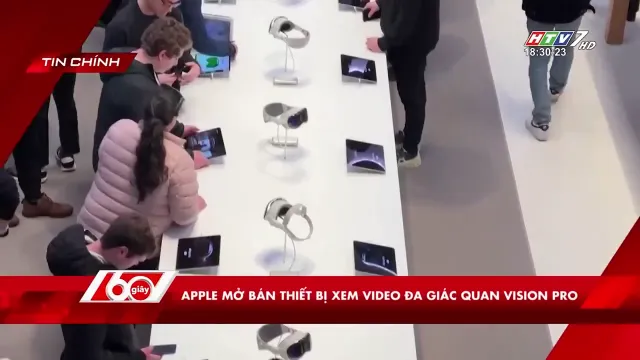 TIN CHÍNH
HTV7 HD
18:30:23
60 giây
APPLE MỞ BÁN THIẾT BỊ XEM VIDEO ĐA GIÁC QUAN VISION PRO